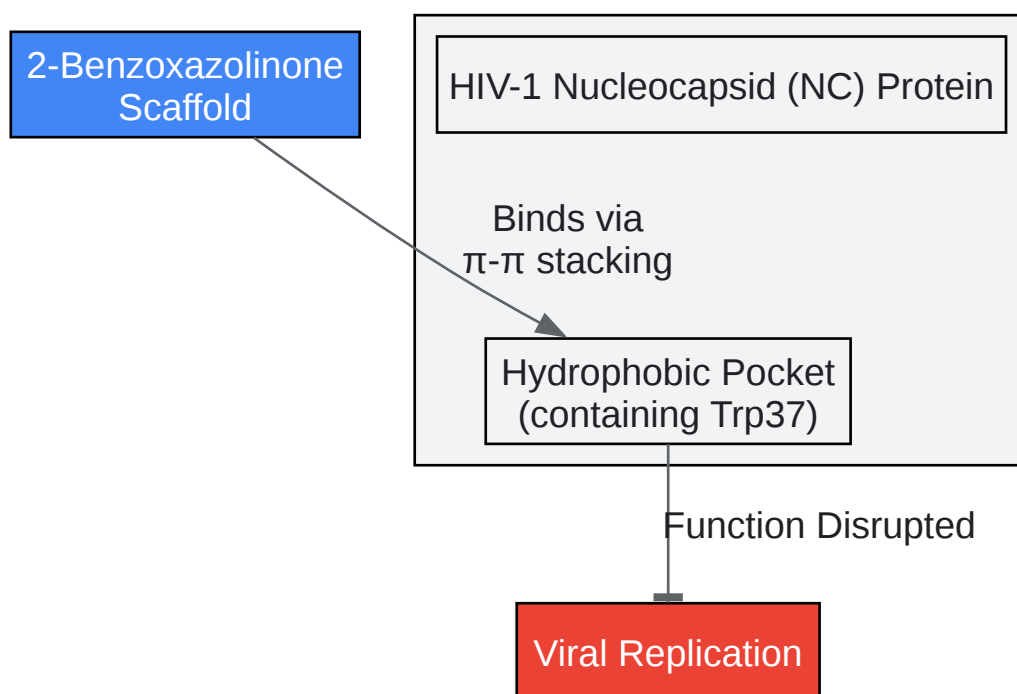 2-Benzoxazolinone
Scaffold
HIV-1 Nucleocapsid (NC) Protein
Binds via
π-π stacking
Hydrophobic Pocket
(containing Trp37)
Function Disrupted
Viral Replication